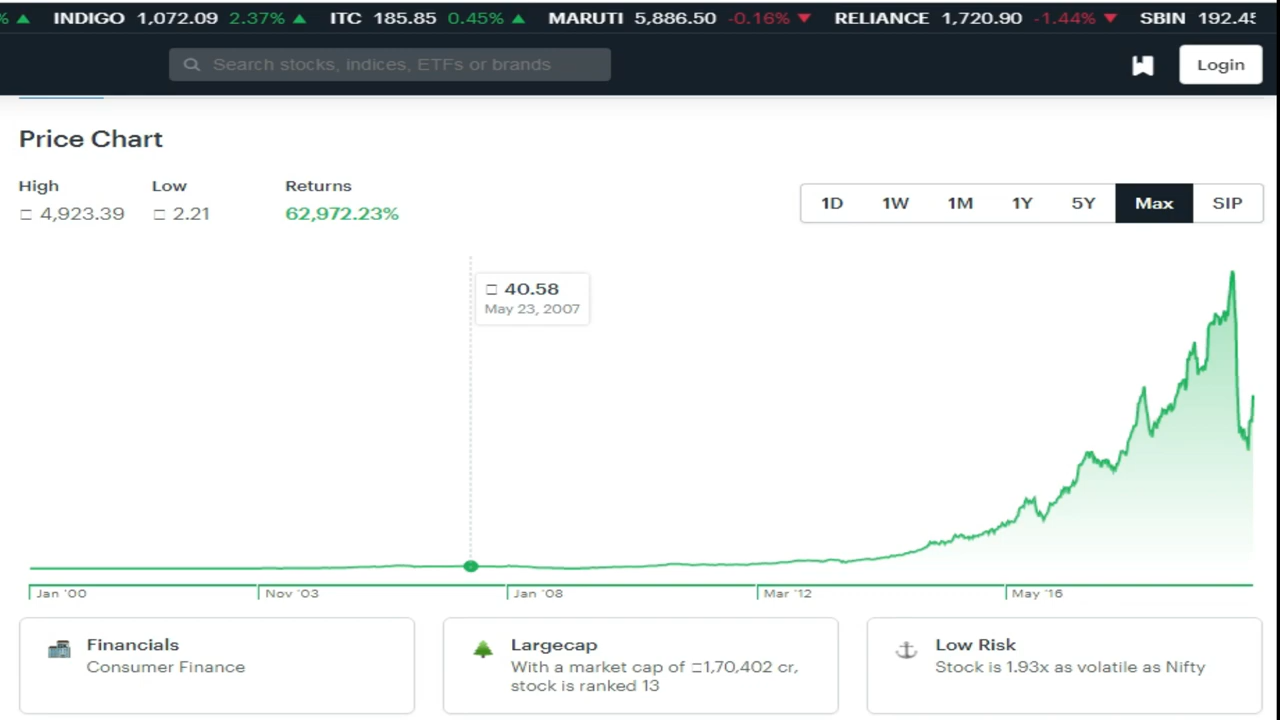 % ▲ INDIGO 1,072.09 2.37% ▲ ITC 185.85 0.45% ▲ MARUTI 5,886.50 -0.16% ▼ RELIANCE 1,720.90 -1.44% ▼ SBIN 192.45
Search stocks, indices, ETFs or brands
Login
Price Chart
High Low Returns
□ 4,923.39 □ 2.21 62,972.23%
1D 1W 1M 1Y 5Y Max SIP
□ 40.58
May 23, 2007
Jan '00 Nov '03 Jan '08 Mar '12 May '16
Financials
Consumer Finance
Largecap
With a market cap of □1,70,402 cr,
stock is ranked 13
Low Risk
Stock is 1.93x as volatile as Nifty